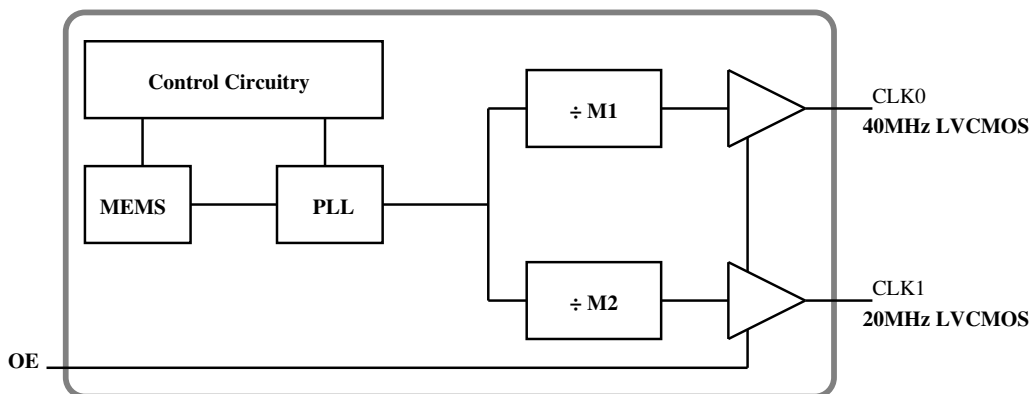 Control Circuitry
MEMS
PLL
÷ M1
÷ M2
CLK0
40MHz LVCMOS
CLK1
20MHz LVCMOS
OE